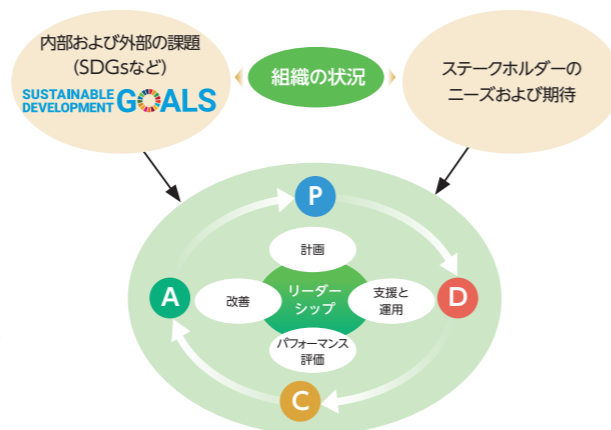 内部および外部の課題
(SDGsなど)
SUSTAINABLE
DEVELOPMENT
GOALS
組織の状況
ステークホルダーの
ニーズおよび期待
P
計画
A
改善
リーダー
シップ
支援と
運用
D
パフォーマンス
評価
C